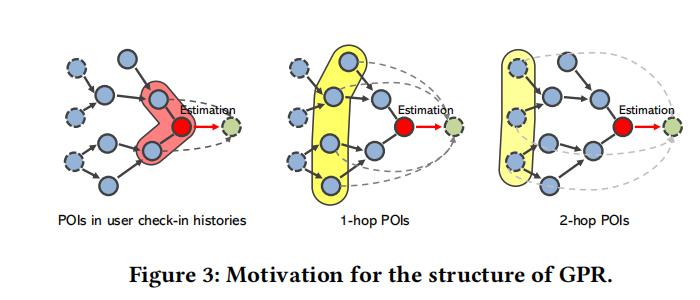 Estimation
Estimation
Estimation
POIs in user check-in histories
1-hop POIs
2-hop POIs
Figure 3: Motivation for the structure of GPR.